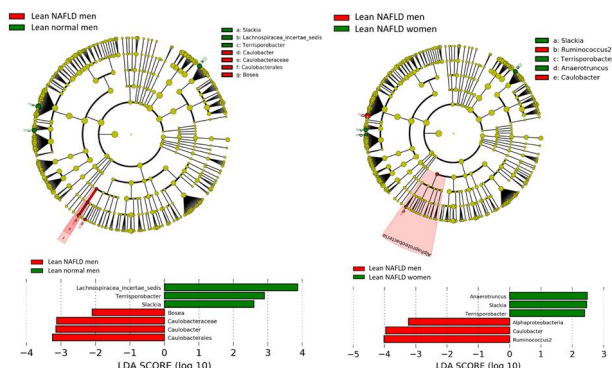 Lean NAFLD men
Lean normal men
a: Slackia
b: Lachnospiracea_incertae_sedis
c: Terrisporobacter
d: Caulobacter
e: Caulobacteraceae
f: Caulobacterales
g: Bosea
Lean NAFLD men
Lean normal men
Lachnospiracea_incertae_sedis
Terrisporobacter
Slackia
Bosea
Caulobacteraceae
Caulobacter
Caulobacterales
−4 −3 −2 −1 0 1 2 3 4
LDA SCORE (log 10)
Lean NAFLD men
Lean NAFLD women
a: Slackia
b: Ruminococcus2
c: Terrisporobacte
d: Anaerotruncus
e: Caulobacter
Alphaproteobacteria
Lean NAFLD men
Lean NAFLD women
Anaerotruncus
Slackia
Terrisporobacter
Alphaproteobacteria
Caulobacter
Ruminococcus2
−5 −4 −3 −2 −1 0 1 2 3
LDA SCORE (log 10)